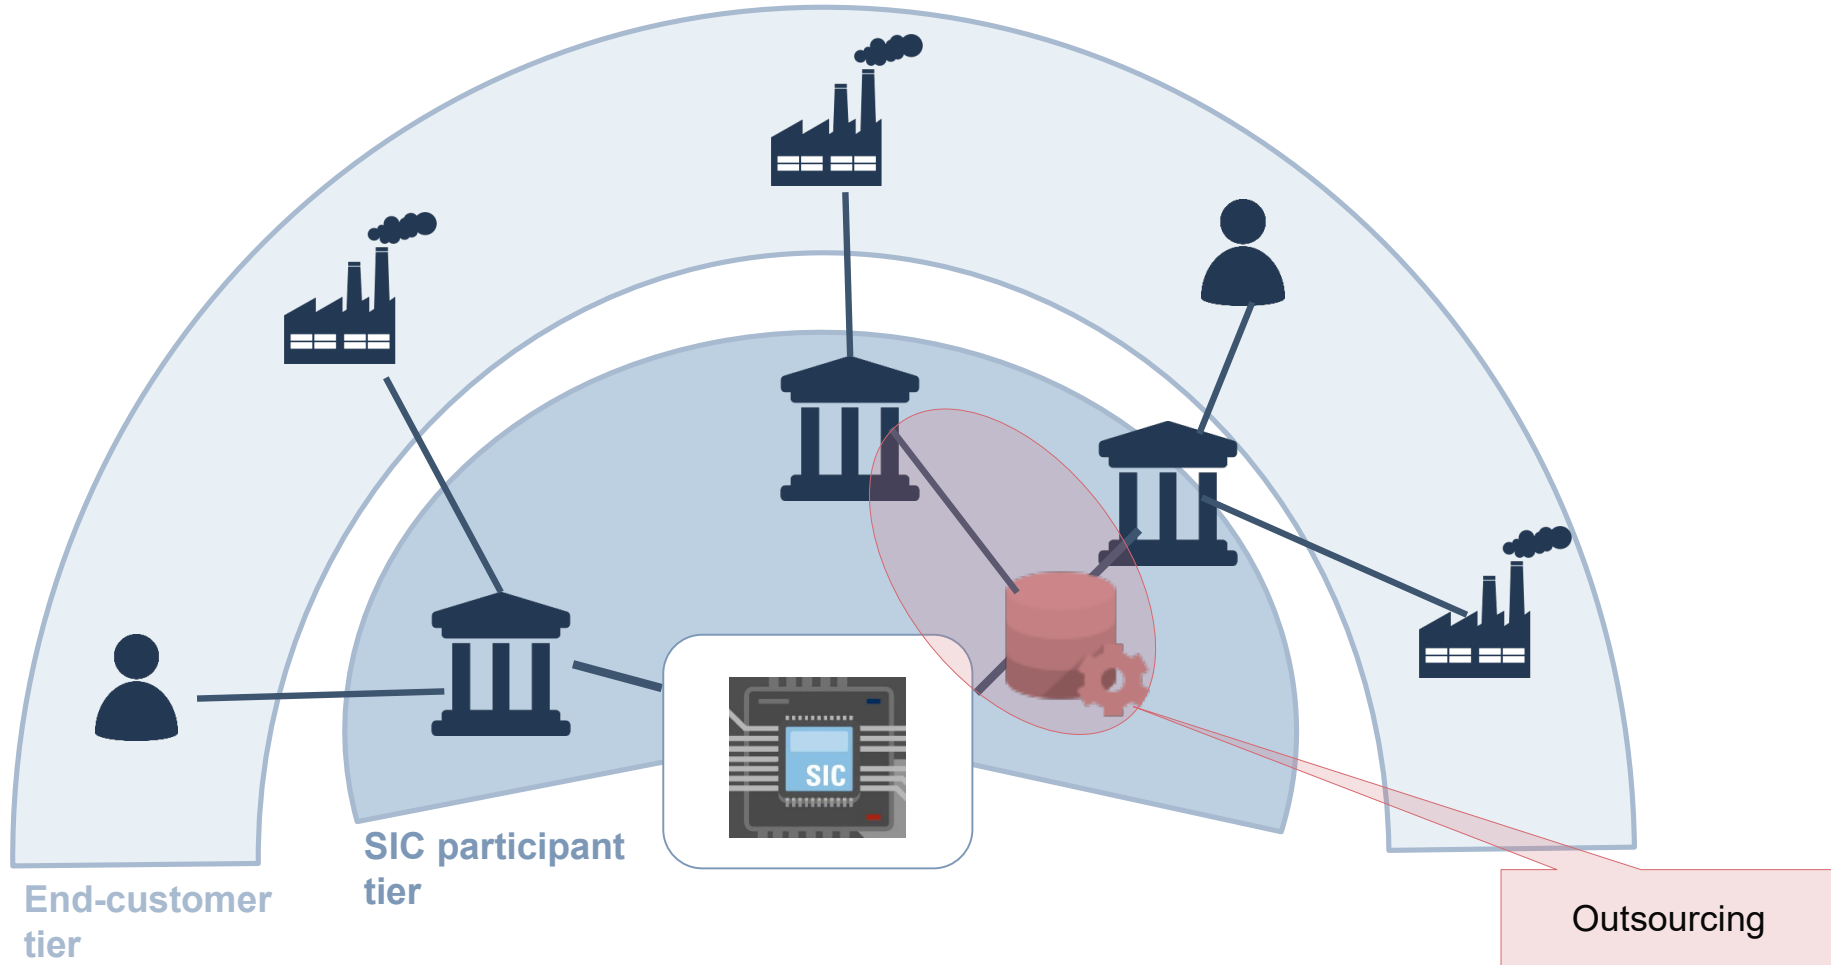 SIC
SIC participant
tier
End-customer
tier
Outsourcing